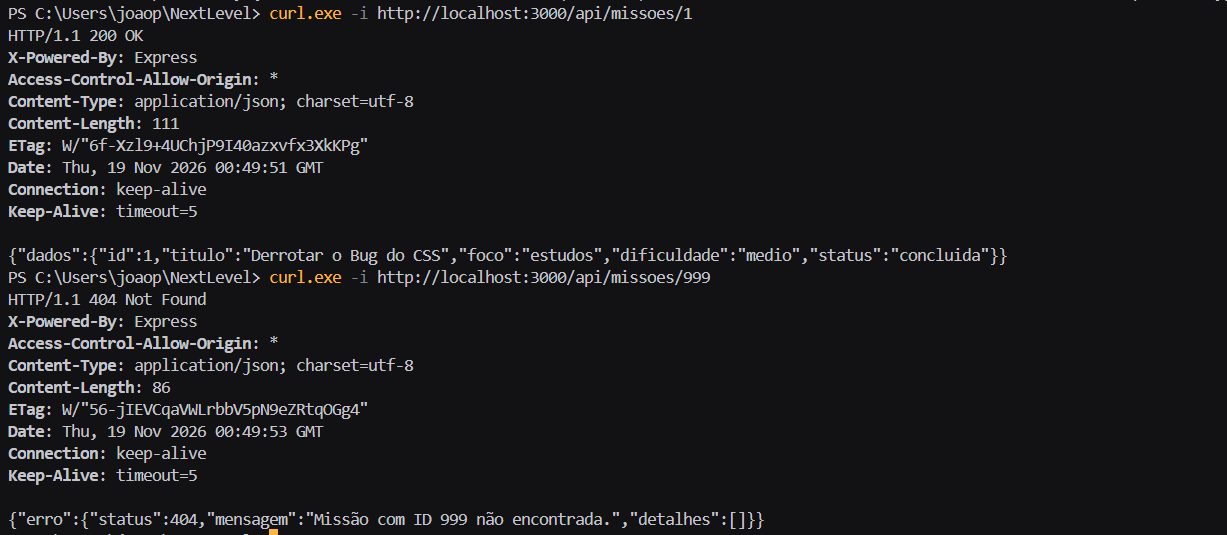 PS C:\Users\joaop\NextLevel> curl.exe -i http://localhost:3000/api/missoes/1
HTTP/1.1 200 OK
X-Powered-By: Express
Access-Control-Allow-Origin: *
Content-Type: application/json; charset=utf-8
Content-Length: 111
ETag: W/"6f-Xzl9+4UChjP9I40azxvfx3XkKPg"
Date: Thu, 19 Nov 2026 00:49:51 GMT
Connection: keep-alive
Keep-Alive: timeout=5

{"dados":{"id":1,"titulo":"Derrotar o Bug do CSS","foco":"estudos","dificuldade":"medio","status":"concluida"}}
PS C:\Users\joaop\NextLevel> curl.exe -i http://localhost:3000/api/missoes/999
HTTP/1.1 404 Not Found
X-Powered-By: Express
Access-Control-Allow-Origin: *
Content-Type: application/json; charset=utf-8
Content-Length: 86
ETag: W/"56-jIEVCqaVWLrbbV5pN9eZRtqOGg4"
Date: Thu, 19 Nov 2026 00:49:53 GMT
Connection: keep-alive
Keep-Alive: timeout=5

{"erro":{"status":404,"mensagem":"Missão com ID 999 não encontrada.","detalhes":[]}}